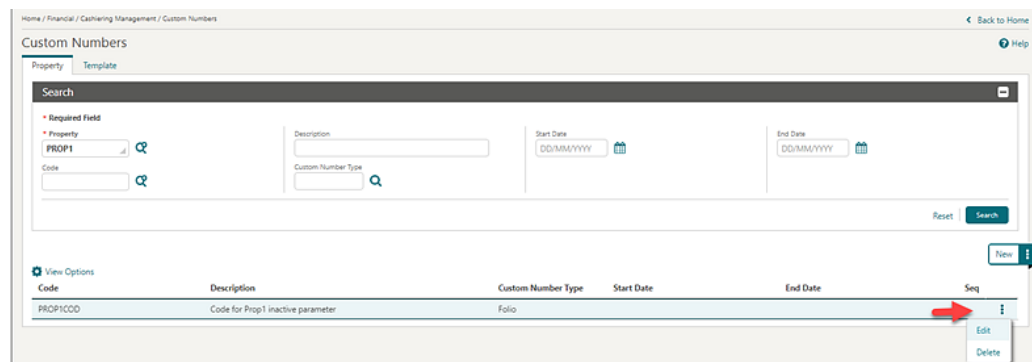 Home / Financial / Cashiering Management / Custom Numbers
Back to Home
Custom Numbers
Help
Property Template
Search
* Required Field
* Property Description Start Date End Date
PROP1 DD/MM/YYYY DD/MM/YYYY
Code Custom Number Type
Reset Search
New
View Options
Code Description Custom Number Type Start Date End Date Seq
PROP1COD Code for Prop1 inactive parameter Folio
Edit
Delete